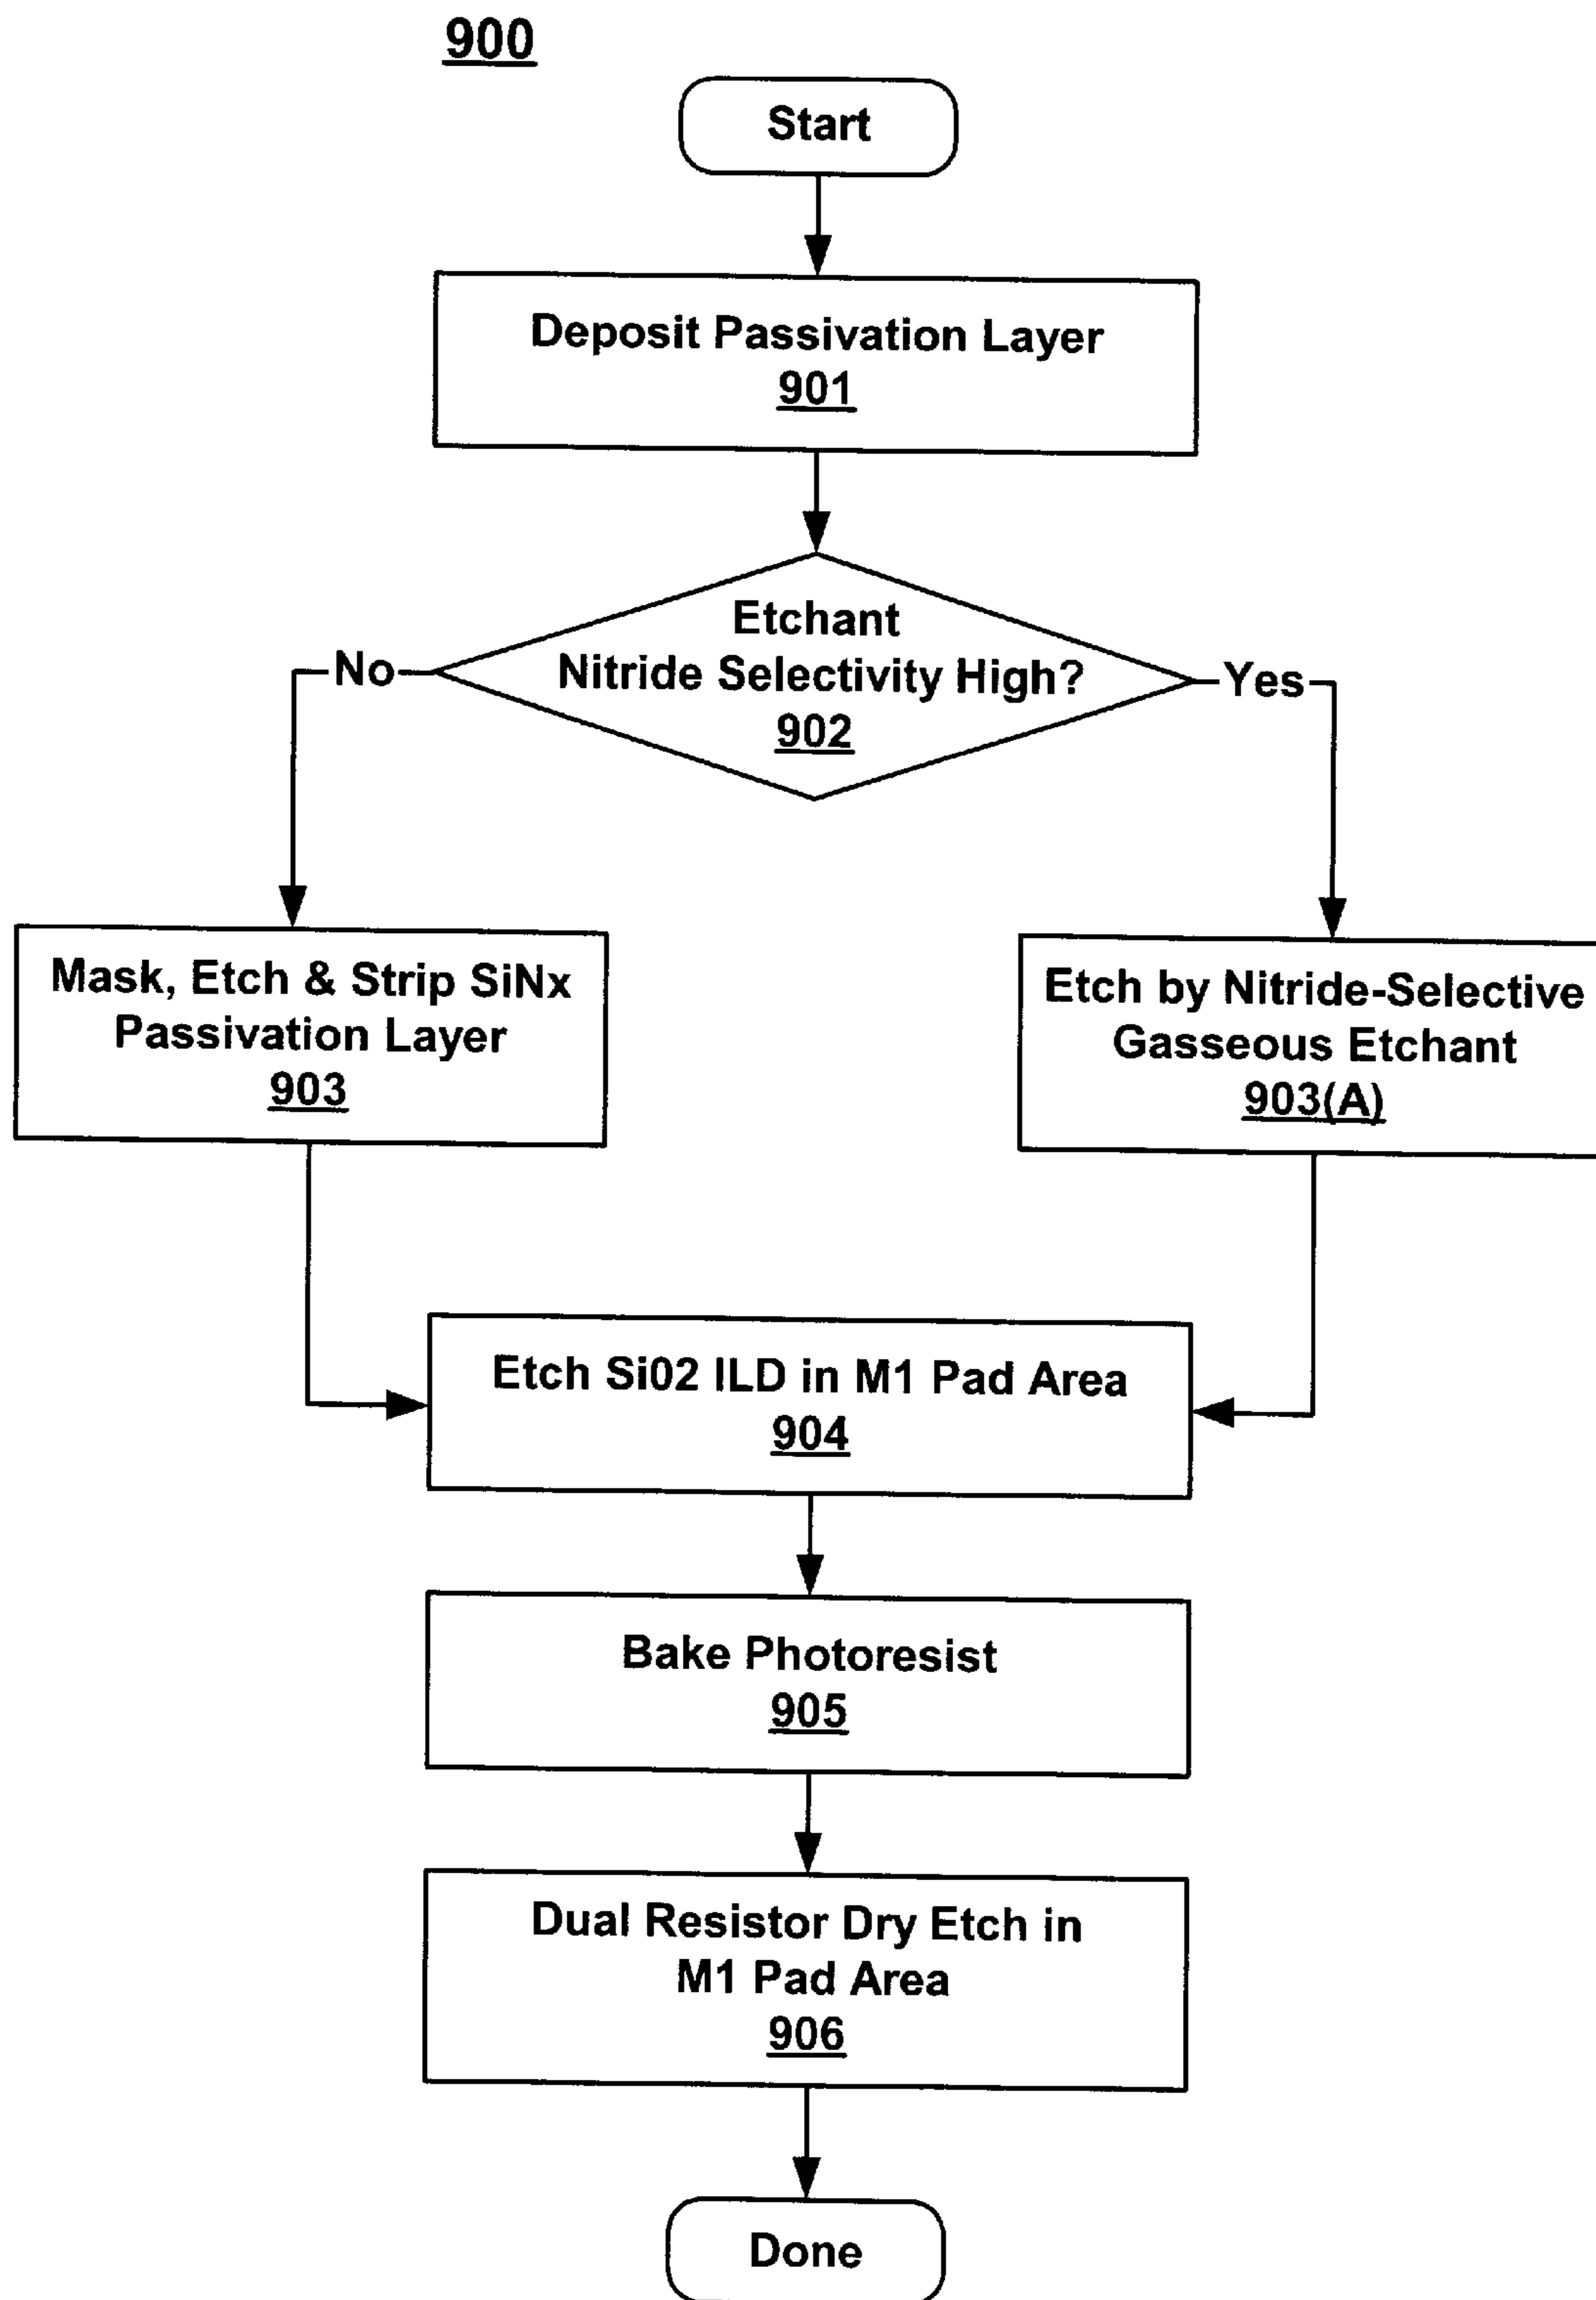 900
Start
Deposit Passivation Layer
901
Etchant
Nitride Selectivity High?
902
No
Yes
Mask, Etch & Strip SiNx
Passivation Layer
903
Etch by Nitride-Selective
Gasseous Etchant
903(A)
Etch Si02 ILD in M1 Pad Area
904
Bake Photoresist
905
Dual Resistor Dry Etch in
M1 Pad Area
906
Done